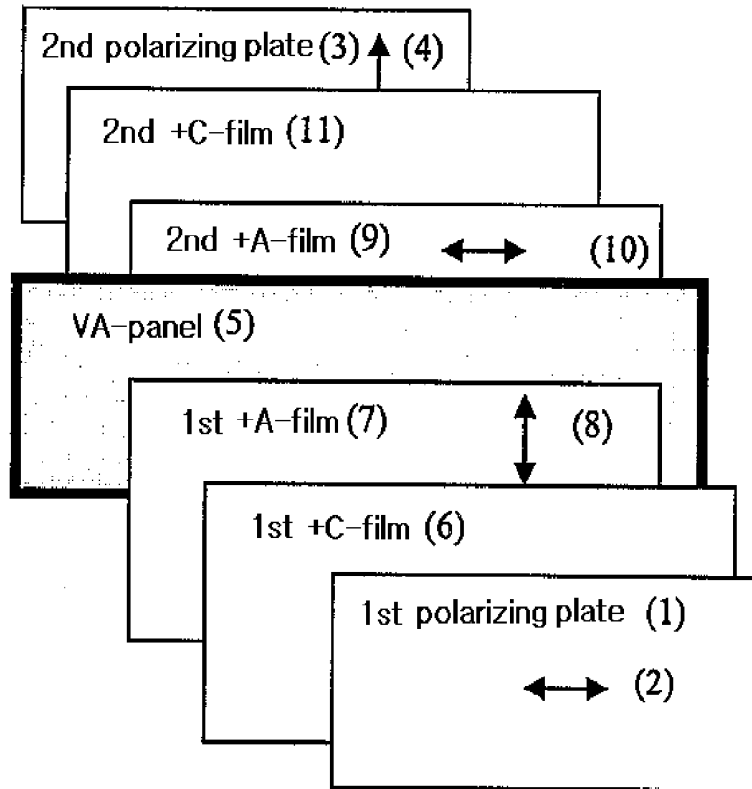 2nd polarizing plate (3) (4)
2nd +C-film (11)
2nd +A-film (9) (10)
VA-panel (5)
1st +A-film (7) (8)
1st +C-film (6)
1st polarizing plate (1)
(2)